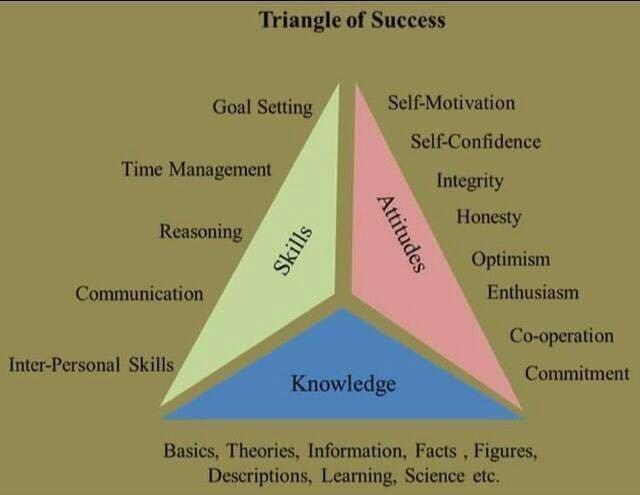 Triangle of Success
Goal Setting
Time Management
Reasoning
Communication
Inter-Personal Skills
Skills
Self-Motivation
Self-Confidence
Integrity
Honesty
Optimism
Enthusiasm
Co-operation
Commitment
Attitudes
Knowledge
Basics, Theories, Information, Facts , Figures,
Descriptions, Learning, Science etc.